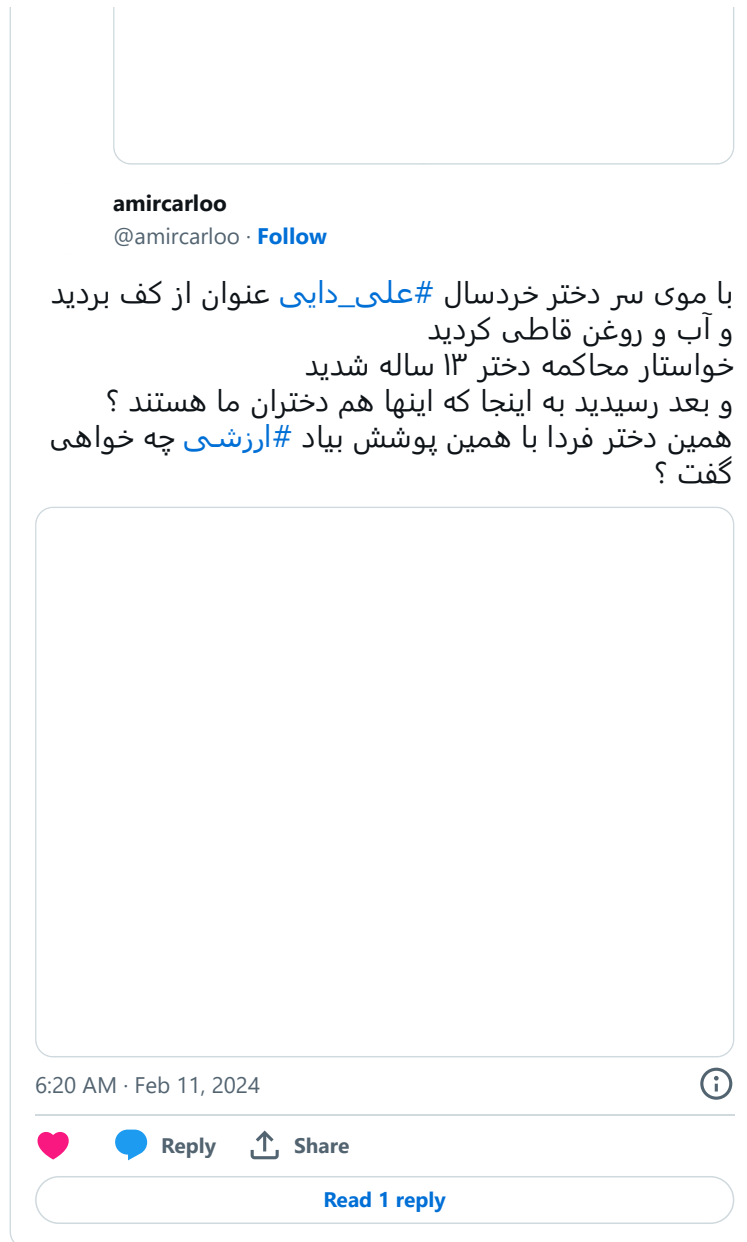 amircarloo
@amircarloo · Follow
با موی سر دختر خردسال #علی_دایی عنوان از کف بردید
و آب و روغن قاطی کردید
خواستار محاکمه دختر ۱۳ ساله شدید
و بعد رسیدید به اینجا که اینها هم دختران ما هستند ؟
همین دختر فردا با همین پوشش بیاد #ارزشی چه خواهی
گفت ؟
6:20 AM · Feb 11, 2024
Reply Share
Read 1 reply